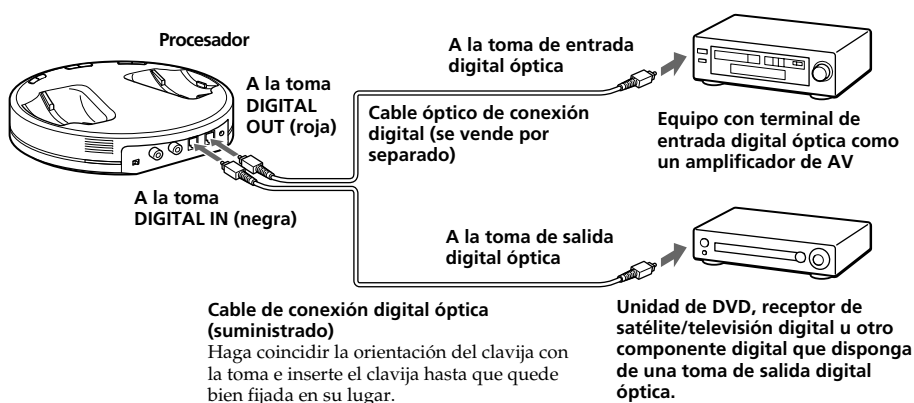 Procesador
A la toma
DIGITAL
OUT (roja)
A la toma de entrada
digital óptica
Cable óptico de conexión
digital (se vende por
separado)
Equipo con terminal de
entrada digital óptica como
un amplificador de AV
A la toma
DIGITAL IN (negra)
A la toma de salida
digital óptica
Cable de conexión digital óptica
(suministrado)
Haga coincidir la orientación del clavija con
la toma e inserte el clavija hasta que quede
bien fijada en su lugar.
Unidad de DVD, receptor de
satélite/televisión digital u otro
componente digital que disponga
de una toma de salida digital
óptica.